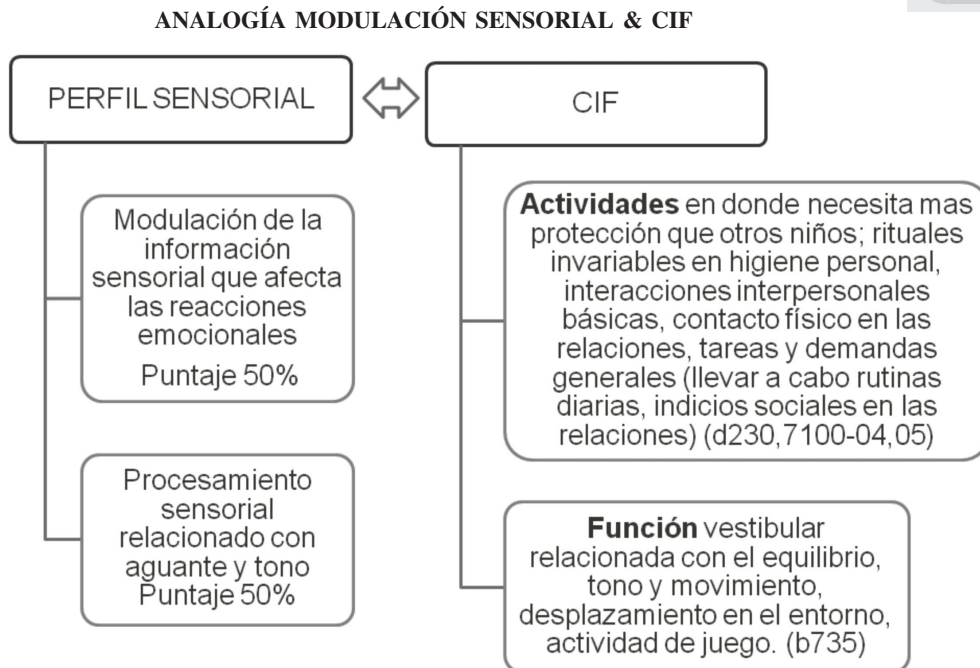 ANALOGÍA MODULACIÓN SENSORIAL & CIF
PERFIL SENSORIAL
Modulación de la
información
sensorial que afecta
las reacciones
emocionales
Puntaje 50%
Procesamiento
sensorial
relacionado con
aguante y tono
Puntaje 50%
CIF
Actividades en donde necesita mas
protección que otros niños; rituales
invariables en higiene personal,
interacciones interpersonales
básicas, contacto físico en las
relaciones, tareas y demandas
generales (llevar a cabo rutinas
diarias, indicios sociales en las
relaciones) (d230,7100-04,05)
Función vestibular
relacionada con el equilibrio,
tono y movimiento,
desplazamiento en el entorno,
actividad de juego. (b735)